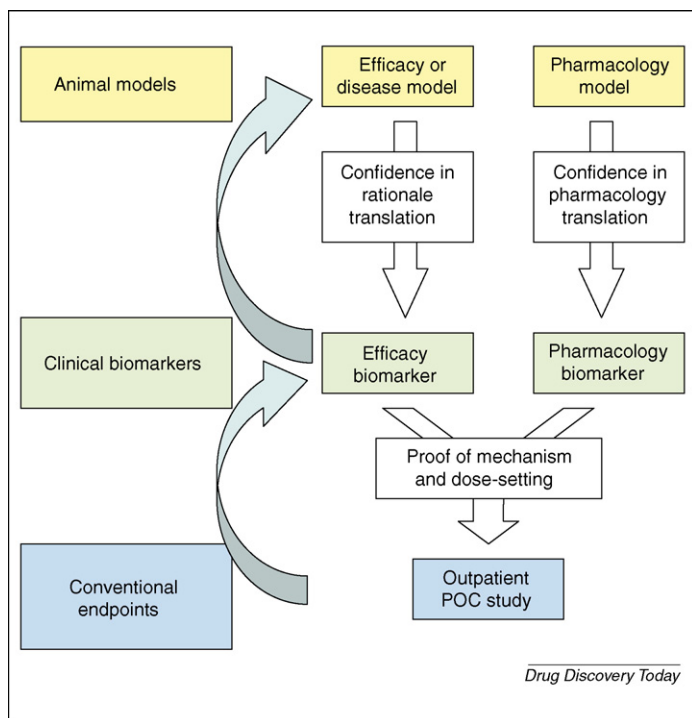 Animal models
Efficacy or
disease model
Pharmacology
model
Confidence in
rationale
translation
Confidence in
pharmacology
translation
Clinical biomarkers
Efficacy
biomarker
Pharmacology
biomarker
Proof of mechanism
and dose-setting
Conventional
endpoints
Outpatient
POC study
Drug Discovery Today